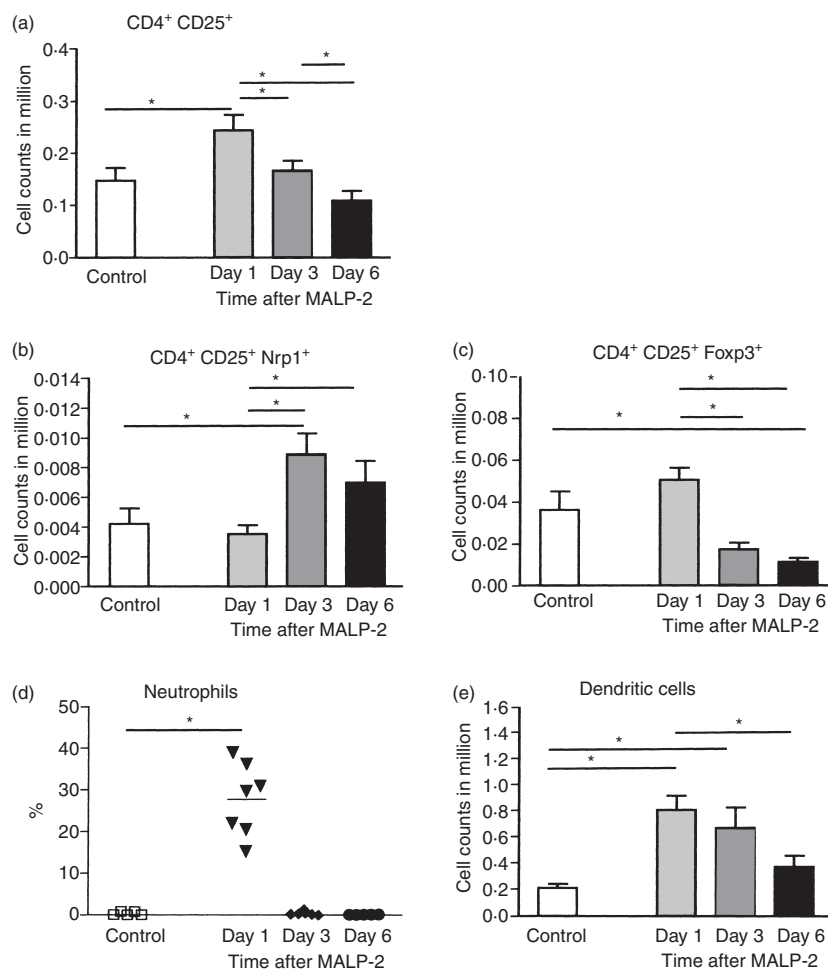 (a)
CD4⁺ CD25⁺
Cell counts in million
0·4
0·3
0·2
0·1
0·0
*
*
*
*
Control
Day 1 Day 3 Day 6
Time after MALP-2
(b)
CD4⁺ CD25⁺ Nrp1⁺
Cell counts in million
0·014
0·012
0·010
0·008
0·006
0·004
0·002
0·000
*
*
*
Control
Day 1 Day 3 Day 6
Time after MALP-2
(c)
CD4⁺ CD25⁺ Foxp3⁺
Cell counts in million
0·10
0·08
0·06
0·04
0·02
0·00
*
*
*
Control
Day 1 Day 3 Day 6
Time after MALP-2
(d)
Neutrophils
%
50
40
30
20
10
0
*
Control
Day 1 Day 3 Day 6
Time after MALP-2
(e)
Dendritic cells
Cell counts in million
1·6
1·4
1·2
1·0
0·8
0·6
0·4
0·2
0·0
*
*
*
Control
Day 1 Day 3 Day 6
Time after MALP-2